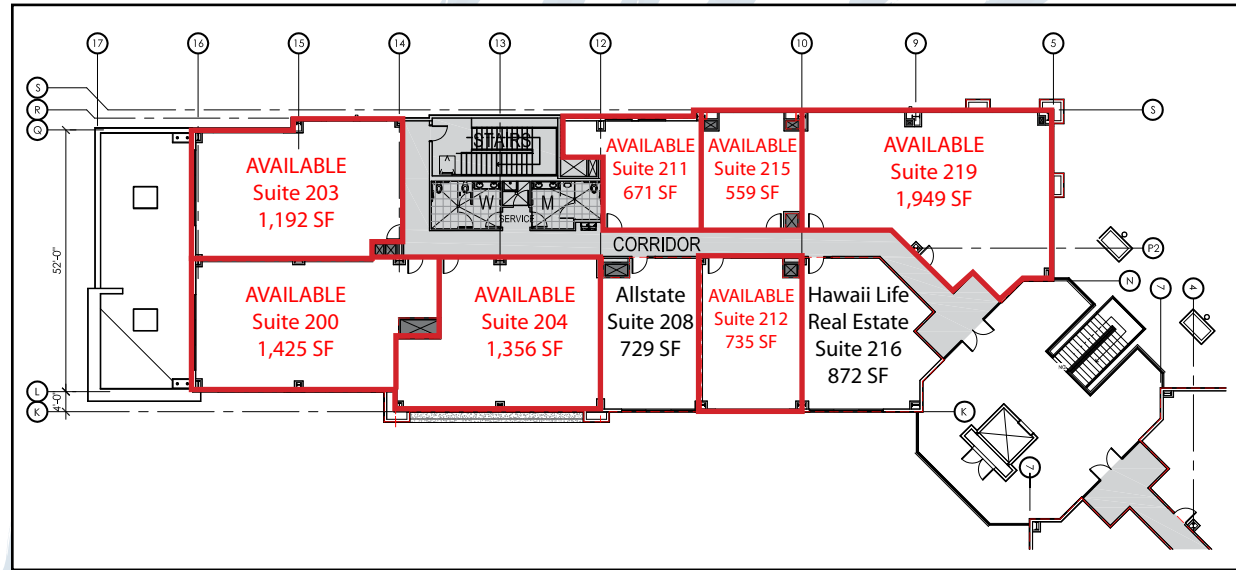 17
16
15
14
13
12
10
9
5
S
R
Q
S
STAIRS
W
M
SERVICE
AVAILABLE
Suite 203
1,192 SF
AVAILABLE
Suite 211
671 SF
AVAILABLE
Suite 215
559 SF
AVAILABLE
Suite 219
1,949 SF
CORRIDOR
P2
N
7
4
52'-0"
AVAILABLE
Suite 200
1,425 SF
AVAILABLE
Suite 204
1,356 SF
Allstate
Suite 208
729 SF
AVAILABLE
Suite 212
735 SF
Hawaii Life
Real Estate
Suite 216
872 SF
L
4'-0"
K
K
7